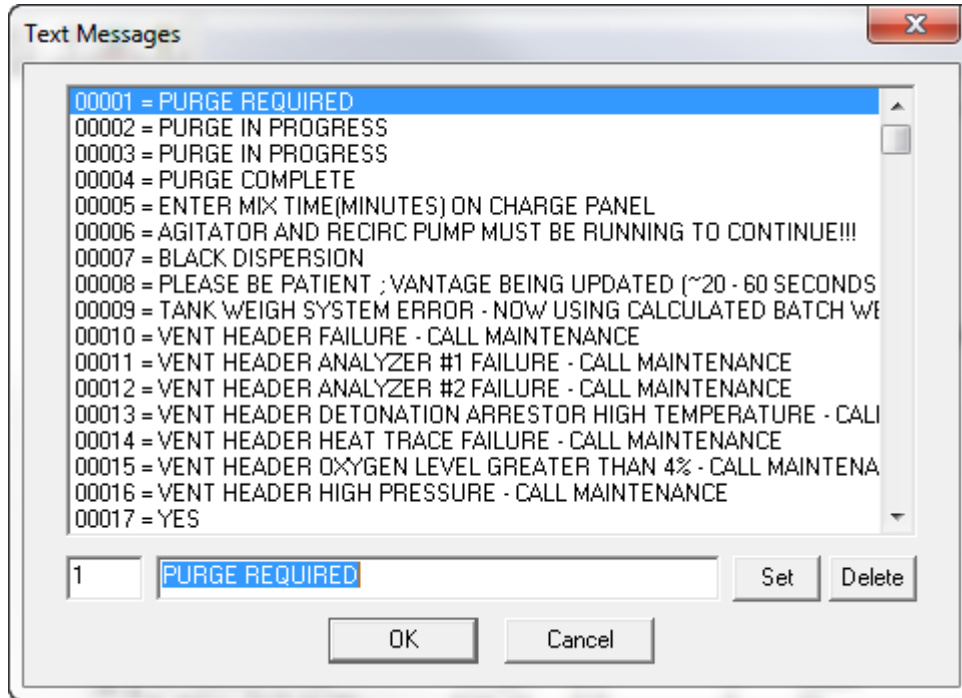 Text Messages
00001 = PURGE REQUIRED
00002 = PURGE IN PROGRESS
00003 = PURGE IN PROGRESS
00004 = PURGE COMPLETE
00005 = ENTER MIX TIME(MINUTES) ON CHARGE PANEL
00006 = AGITATOR AND RECIRC PUMP MUST BE RUNNING TO CONTINUE!!!
00007 = BLACK DISPERSION
00008 = PLEASE BE PATIENT ; VANTAGE BEING UPDATED (~20 - 60 SECONDS
00009 = TANK WEIGH SYSTEM ERROR - NOW USING CALCULATED BATCH WE
00010 = VENT HEADER FAILURE - CALL MAINTENANCE
00011 = VENT HEADER ANALYZER #1 FAILURE - CALL MAINTENANCE
00012 = VENT HEADER ANALYZER #2 FAILURE - CALL MAINTENANCE
00013 = VENT HEADER DETONATION ARRESTOR HIGH TEMPERATURE - CALL
00014 = VENT HEADER HEAT TRACE FAILURE - CALL MAINTENANCE
00015 = VENT HEADER OXYGEN LEVEL GREATER THAN 4% - CALL MAINTENA
00016 = VENT HEADER HIGH PRESSURE - CALL MAINTENANCE
00017 = YES
1 PURGE REQUIRED Set Delete
OK Cancel